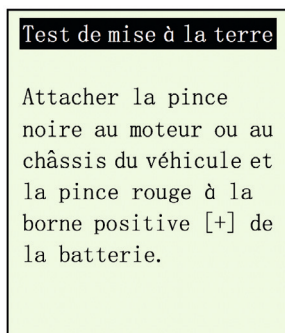 Test de mise à la terre
Attacher la pince
noire au moteur ou au
châssis du véhicule et
la pince rouge à la
borne positive [+] de
la batterie.